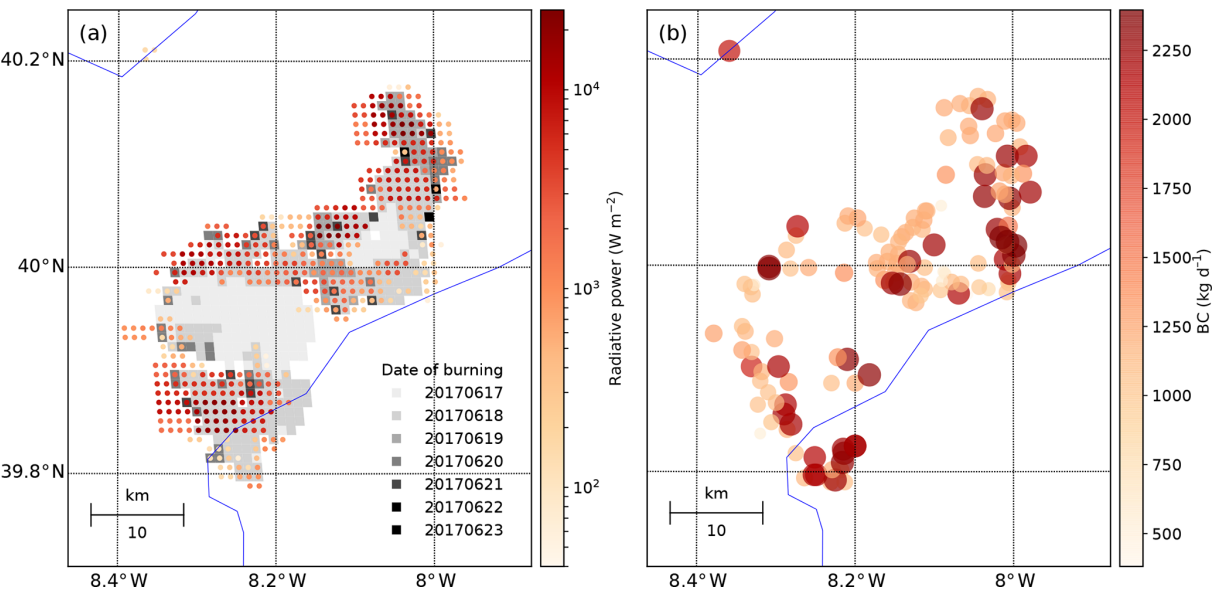 (a)
40.2°N
40°N
39.8°N
8.4°W
8.2°W
8°W
km
10
Date of burning
20170617
20170618
20170619
20170620
20170621
20170622
20170623
10⁴
10³
10²
Radiative power (W m⁻²)
(b)
km
10
8.4°W
8.2°W
8°W
2250
2000
1750
1500
1250
1000
750
500
BC (kg d⁻¹)